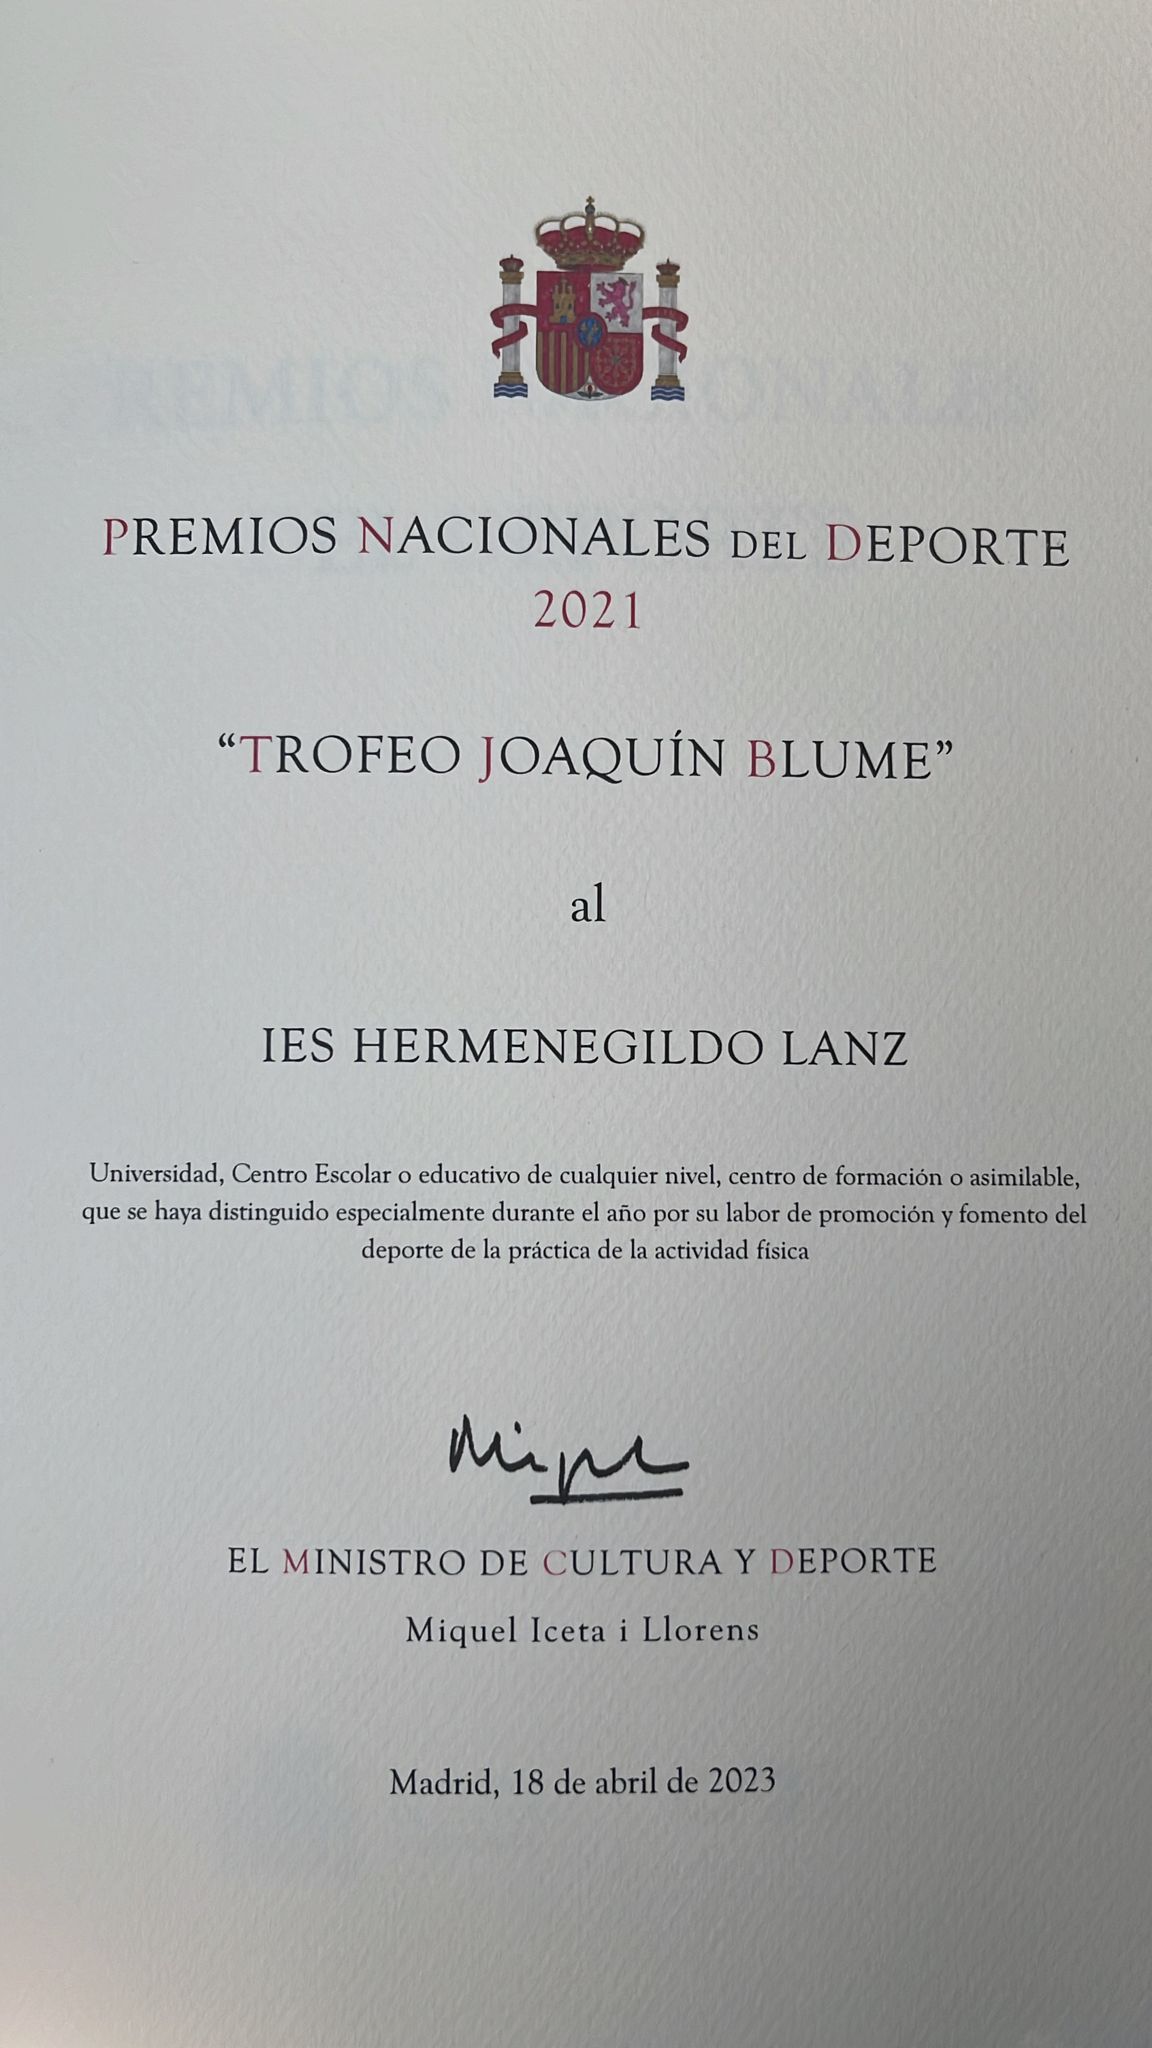 PREMIOS NACIONALES DEL DEPORTE
2021
“TROFEO JOAQUÍN BLUME”
al
IES HERMENEGILDO LANZ
Universidad, Centro Escolar o educativo de cualquier nivel, centro de formación o asimilable,
que se haya distinguido especialmente durante el año por su labor de promoción y fomento del
deporte de la práctica de la actividad física
EL MINISTRO DE CULTURA Y DEPORTE
Miquel Iceta i Llorens
Madrid, 18 de abril de 2023